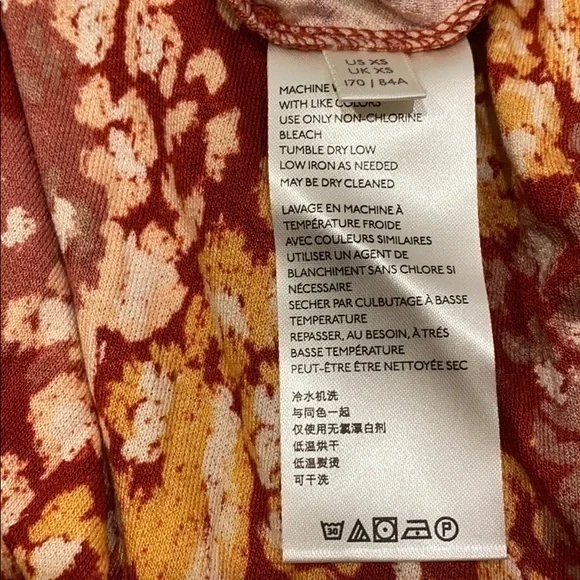 US XS
UK XS
170 / 84A
MACHINE
WITH LIKE COLORS
USE ONLY NON-CHLORINE
BLEACH
TUMBLE DRY LOW
LOW IRON AS NEEDED
MAY BE DRY CLEANED
LAVAGE EN MACHINE À
TEMPÉRATURE FROIDE
AVEC COULEURS SIMILAIRES
UTILISER UN AGENT DE
BLANCHIMENT SANS CHLORE SI
NÉCESSAIRE
SECHER PAR CULBUTAGE À BASSE
TEMPERATURE
REPASSER, AU BESOIN, À TRÉS
BASSE TEMPÉRATURE
PEUT-ÊTRE ÊTRE NETTOYÉE SEC
冷水机洗
与同色一起
仅使用无氯漂白剂
低温烘干
低温熨烫
可干洗
30 P